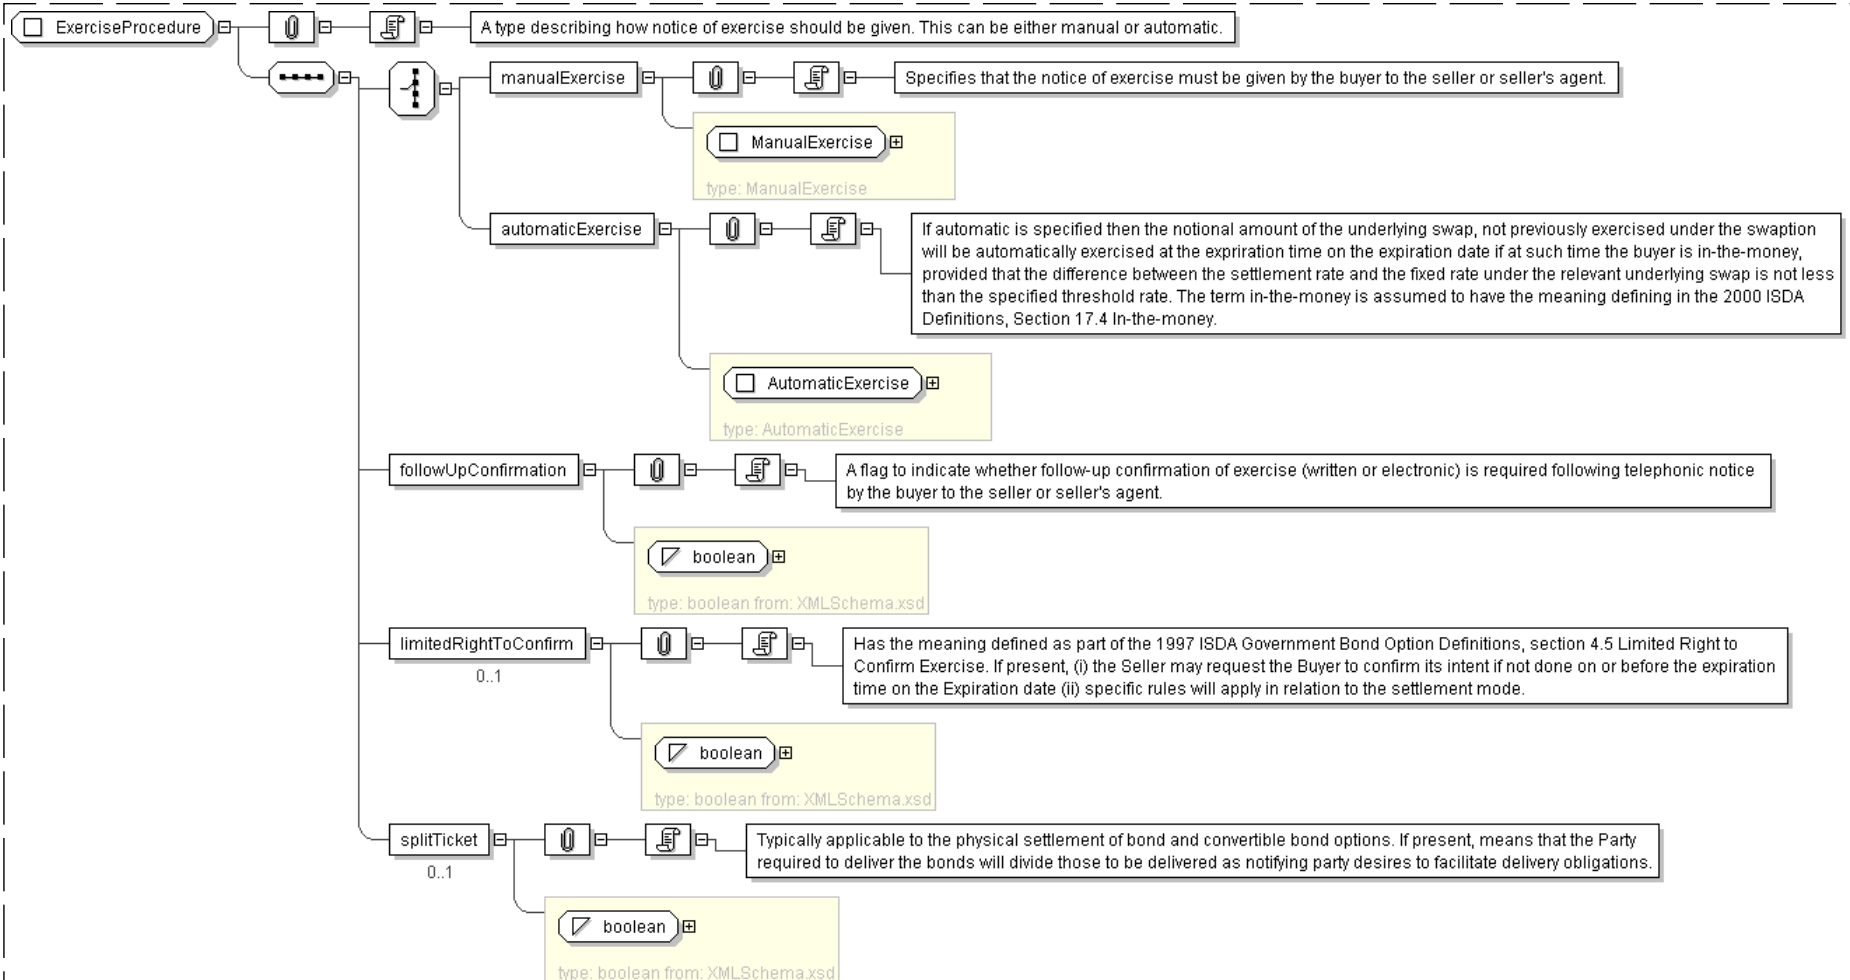 ExerciseProcedure
A type describing how notice of exercise should be given. This can be either manual or automatic.
manualExercise
Specifies that the notice of exercise must be given by the buyer to the seller or seller's agent.
ManualExercise
type: ManualExercise
automaticExercise
If automatic is specified then the notional amount of the underlying swap, not previously exercised under the swaption
will be automatically exercised at the expriration time on the expiration date if at such time the buyer is in-the-money,
provided that the difference between the settlement rate and the fixed rate under the relevant underlying swap is not less
than the specified threshold rate. The term in-the-money is assumed to have the meaning defining in the 2000 ISDA
Definitions, Section 17.4 In-the-money.
AutomaticExercise
type: AutomaticExercise
followUpConfirmation
A flag to indicate whether follow-up confirmation of exercise (written or electronic) is required following telephonic notice
by the buyer to the seller or seller's agent.
boolean
type: boolean from: XMLSchema.xsd
limitedRightToConfirm
0..1
Has the meaning defined as part of the 1997 ISDA Government Bond Option Definitions, section 4.5 Limited Right to
Confirm Exercise. If present, (i) the Seller may request the Buyer to confirm its intent if not done on or before the expiration
time on the Expiration date (ii) specific rules will apply in relation to the settlement mode.
boolean
type: boolean from: XMLSchema.xsd
splitTicket
0..1
Typically applicable to the physical settlement of bond and convertible bond options. If present, means that the Party
required to deliver the bonds will divide those to be delivered as notifying party desires to facilitate delivery obligations.
boolean
type: boolean from: XMLSchema.xsd